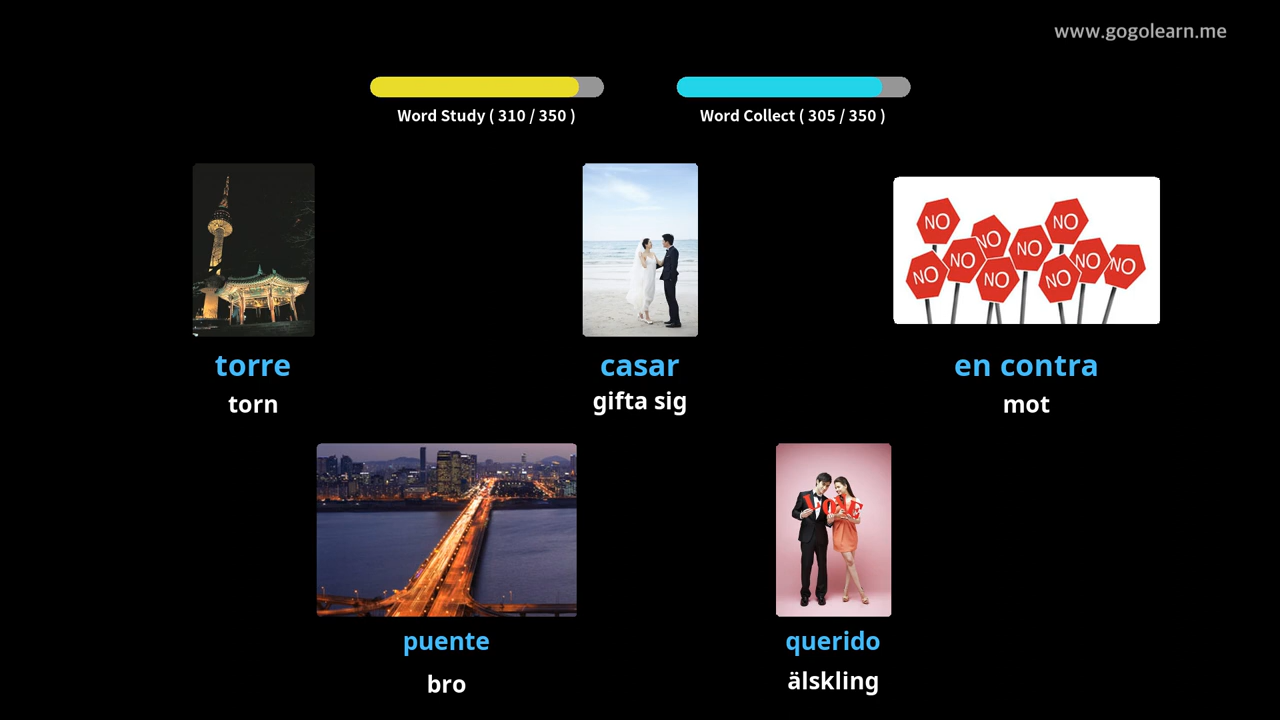 www.gogolearn.me
Word Study ( 310 / 350 )
Word Collect ( 305 / 350 )
NO
NO
NO
NO
NO
NO
NO
NO
NO
NO
torre
casar
en contra
torn
gifta sig
mot
puente
querido
bro
älskling